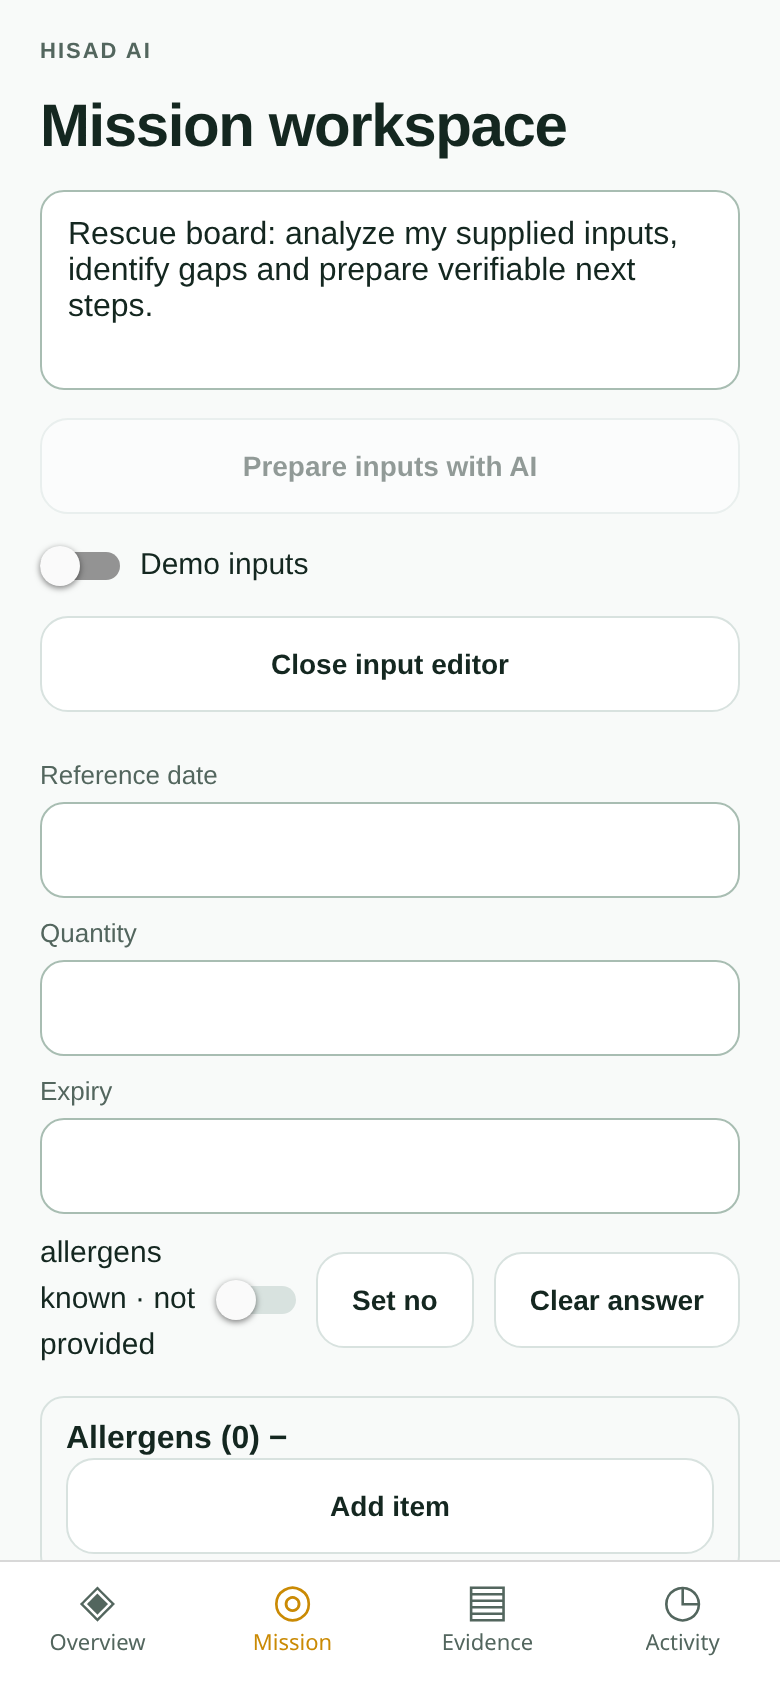 HISAD AI
Mission workspace
Rescue board: analyze my supplied inputs,
identify gaps and prepare verifiable next
steps.
Prepare inputs with AI
Demo inputs
Close input editor
Reference date
Quantity
Expiry
allergens
known · not
provided
Set no
Clear answer
Allergens (0) −
Add item
Overview
Mission
Evidence
Activity